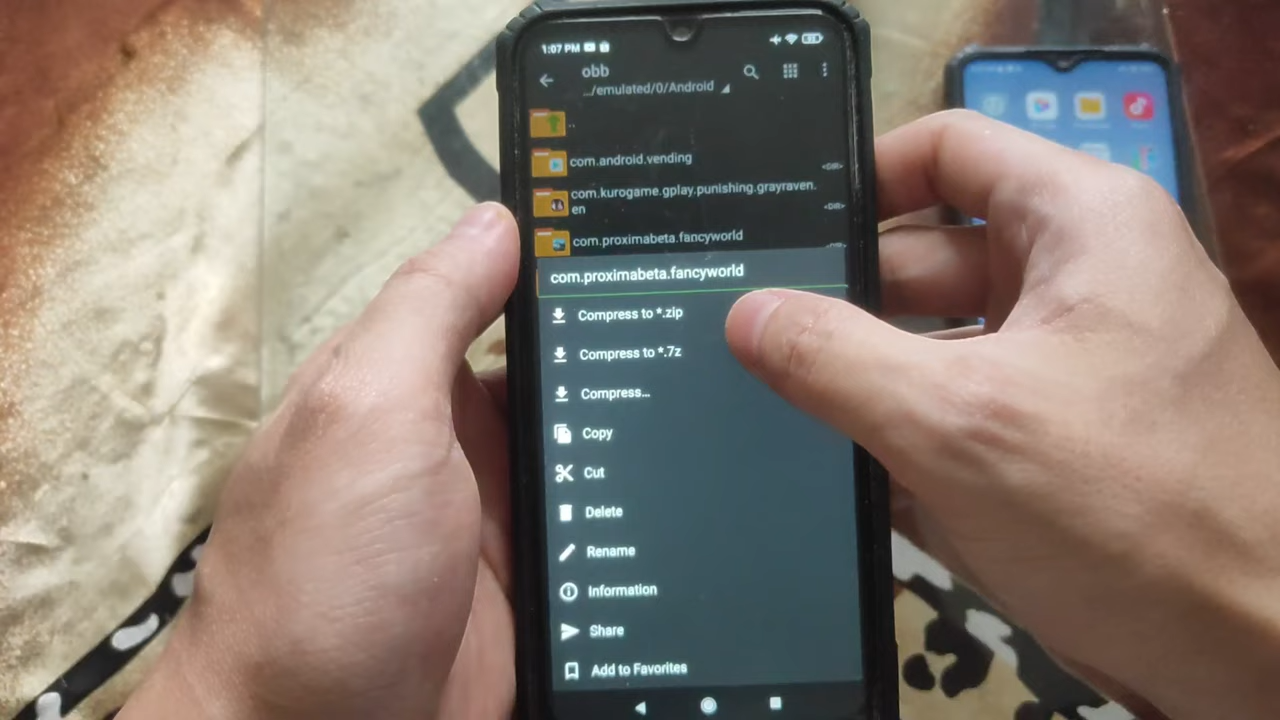 1:07 PM
obb
../emulated/0/Android
..
com.android.vending
<DIR>
com.kurogame.gplay.punishing.grayraven.
en
<DIR>
com.proximabeta.fancyworld
com.proximabeta.fancyworld
Compress to *.zip
Compress to *.7z
Compress...
Copy
Cut
Delete
Rename
Information
Share
Add to Favorites